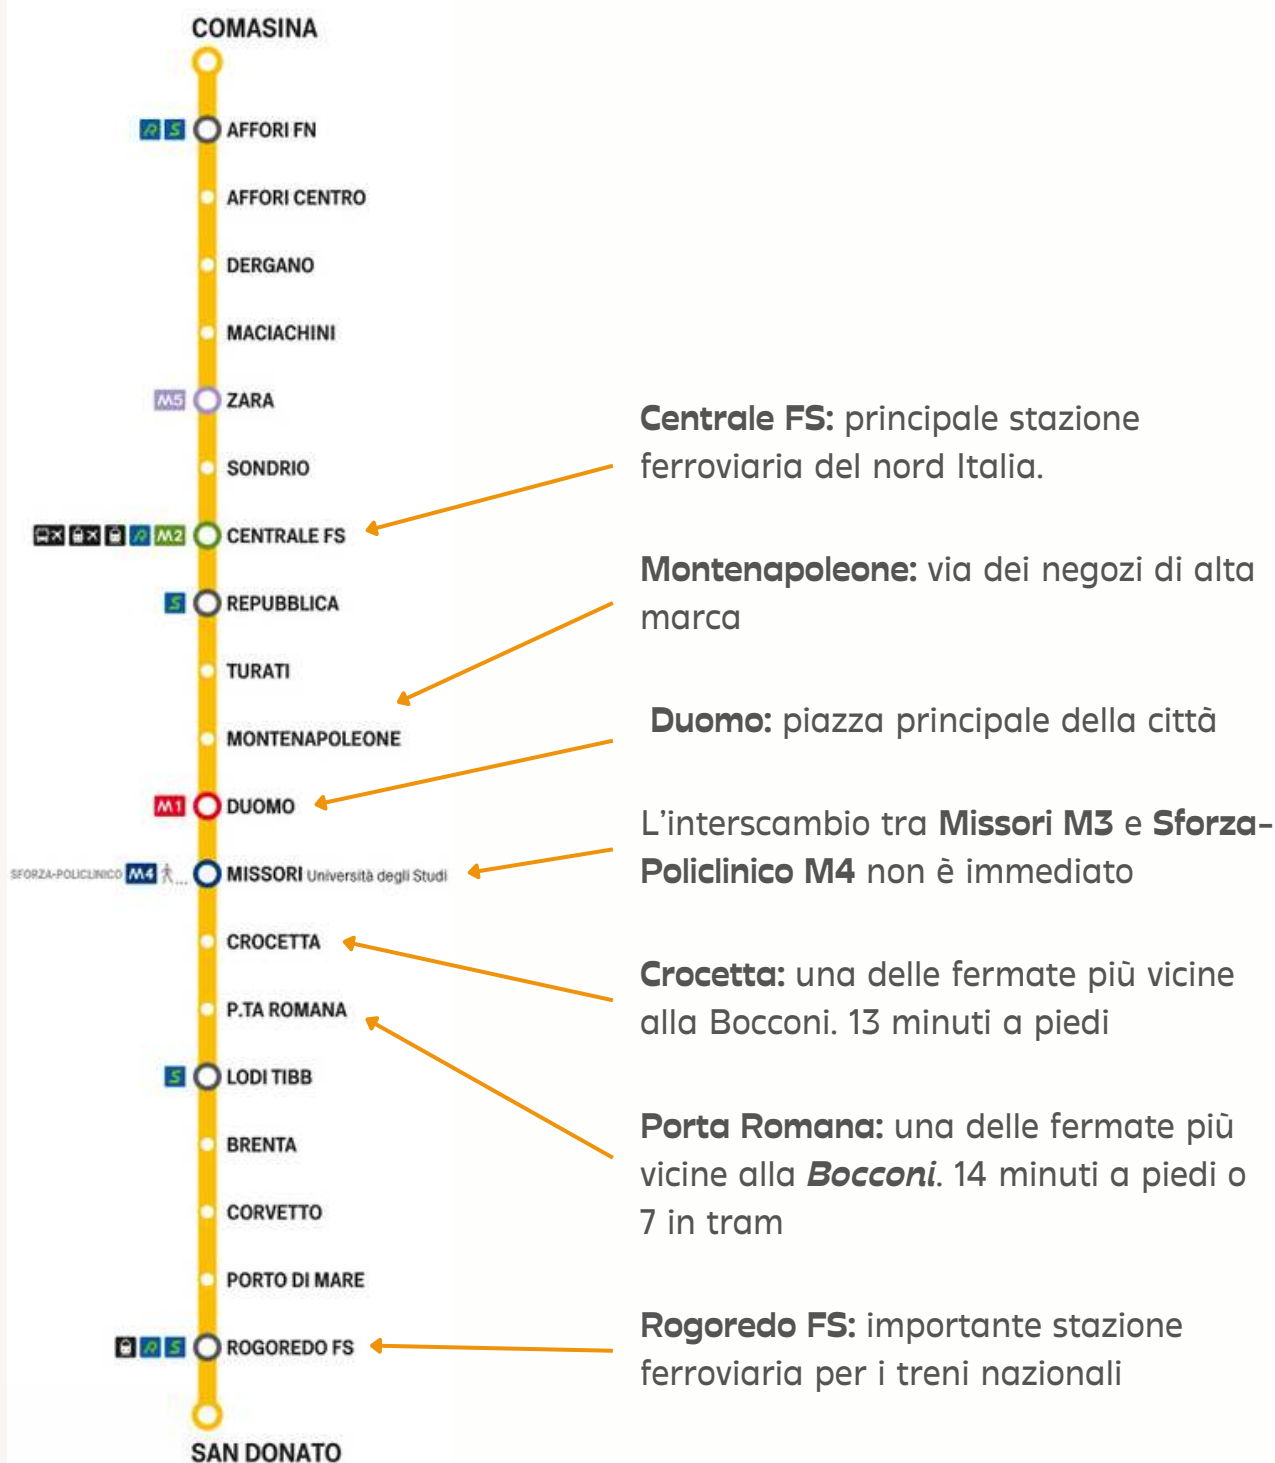 COMASINA
R S AFFORI FN
AFFORI CENTRO
DERGANO
MACIACHINI
M5 ZARA
SONDRIO
R M2 CENTRALE FS
S REPUBBLICA
TURATI
MONTENAPOLEONE
M1 DUOMO
SFORZA-POLICLINICO M4 ... MISSORI Università degli Studi
CROCETTA
P.TA ROMANA
S LODI TIBB
BRENTA
CORVETTO
PORTO DI MARE
R S ROGOREDO FS
SAN DONATO
Centrale FS: principale stazione
ferroviaria del nord Italia.
Montenapoleone: via dei negozi di alta
marca
Duomo: piazza principale della città
L'interscambio tra Missori M3 e Sforza-
Policlinico M4 non è immediato
Crocetta: una delle fermate più vicine
alla Bocconi. 13 minuti a piedi
Porta Romana: una delle fermate più
vicine alla Bocconi. 14 minuti a piedi o
7 in tram
Rogoredo FS: importante stazione
ferroviaria per i treni nazionali